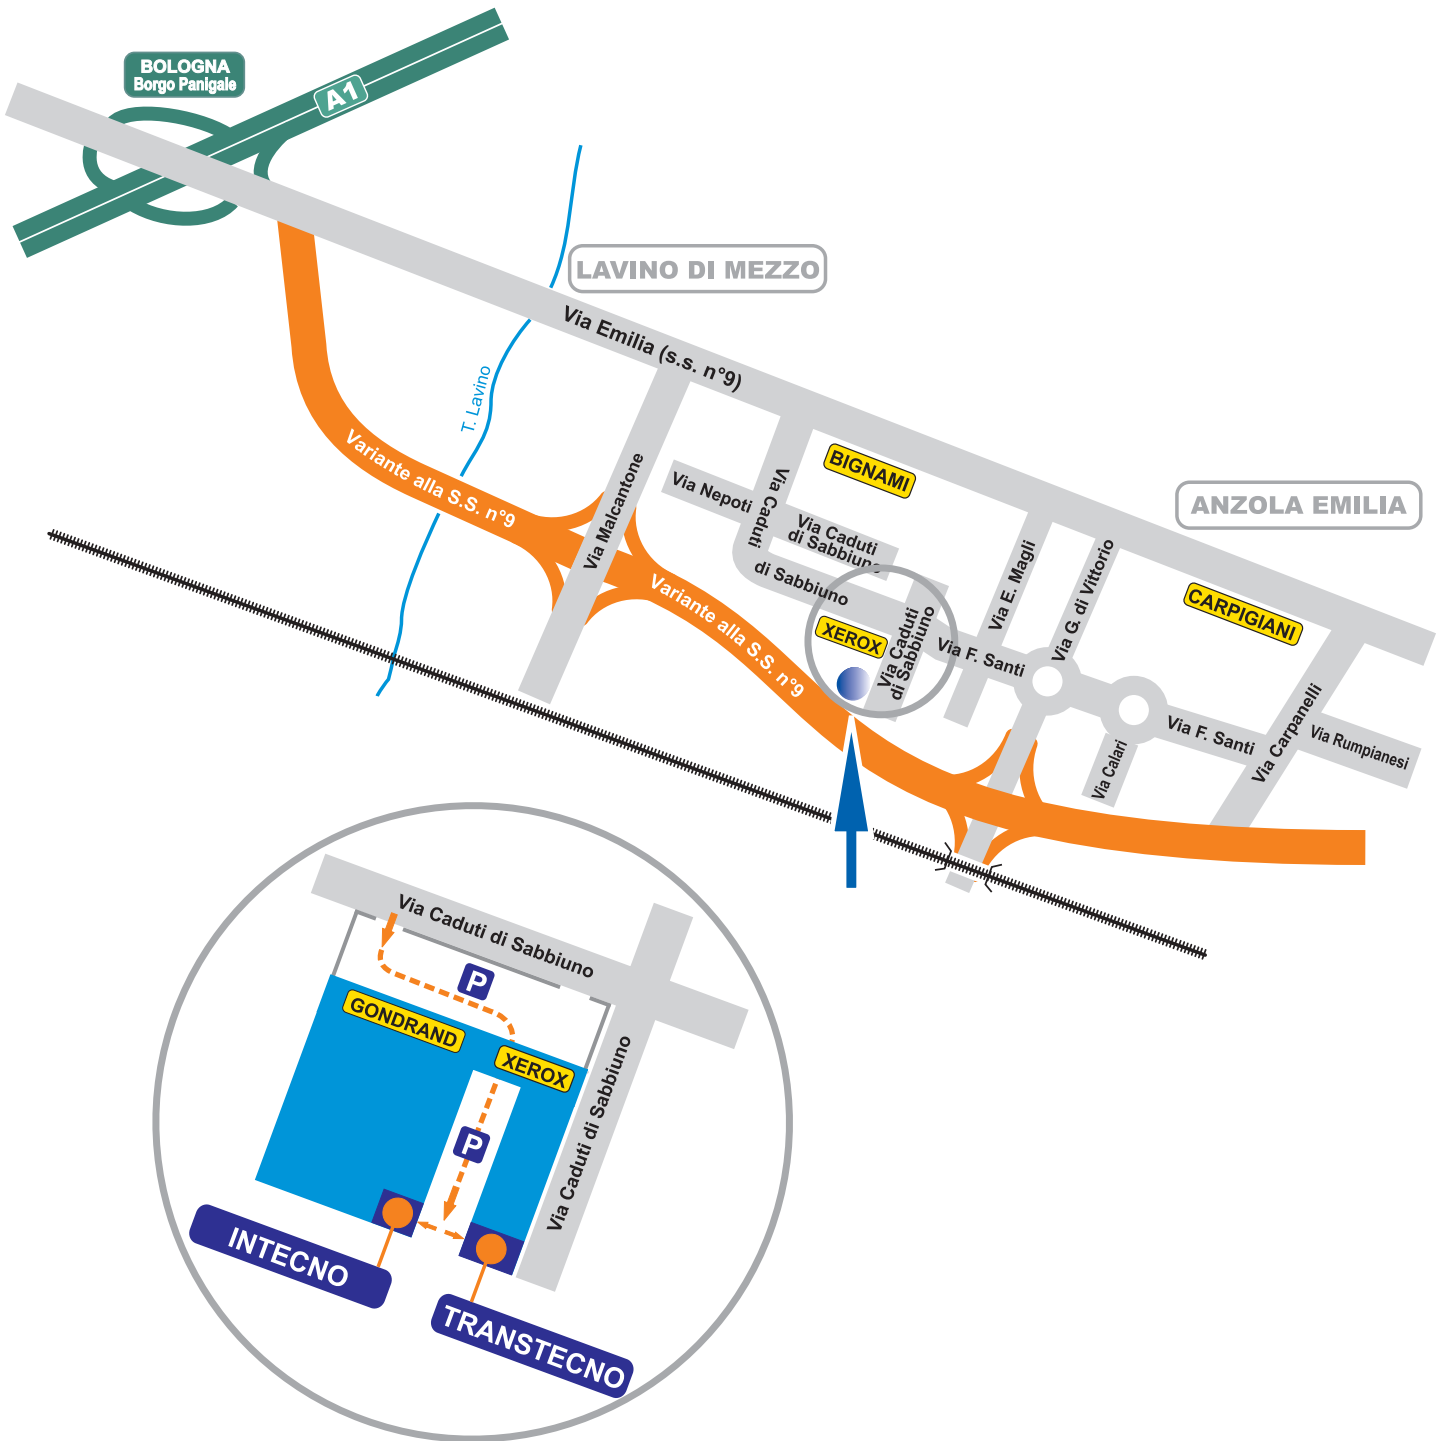 BOLOGNA
Borgo Panigale
A1
LAVINO DI MEZZO
Via Emilia (s.s. n°9)
T. Lavino
Variante alla S.S. n°9
Via Malcantone
Via Nepoti
Via Caduti
di Sabbiuno
Via Caduti
di Sabbiuno
BIGNAMI
ANZOLA EMILIA
Via E. Magli
Via G. di Vittorio
CARPIGIANI
XEROX
Via Caduti
di Sabbiuno
Via F. Santi
Variante alla S.S. n°9
Via F. Santi
Via Calari
Via Carpanelli
Via Rumpianesi
Via Caduti di Sabbiuno
P
GONDRAND
XEROX
P
Via Caduti di Sabbiuno
INTECNO
TRANSTECNO